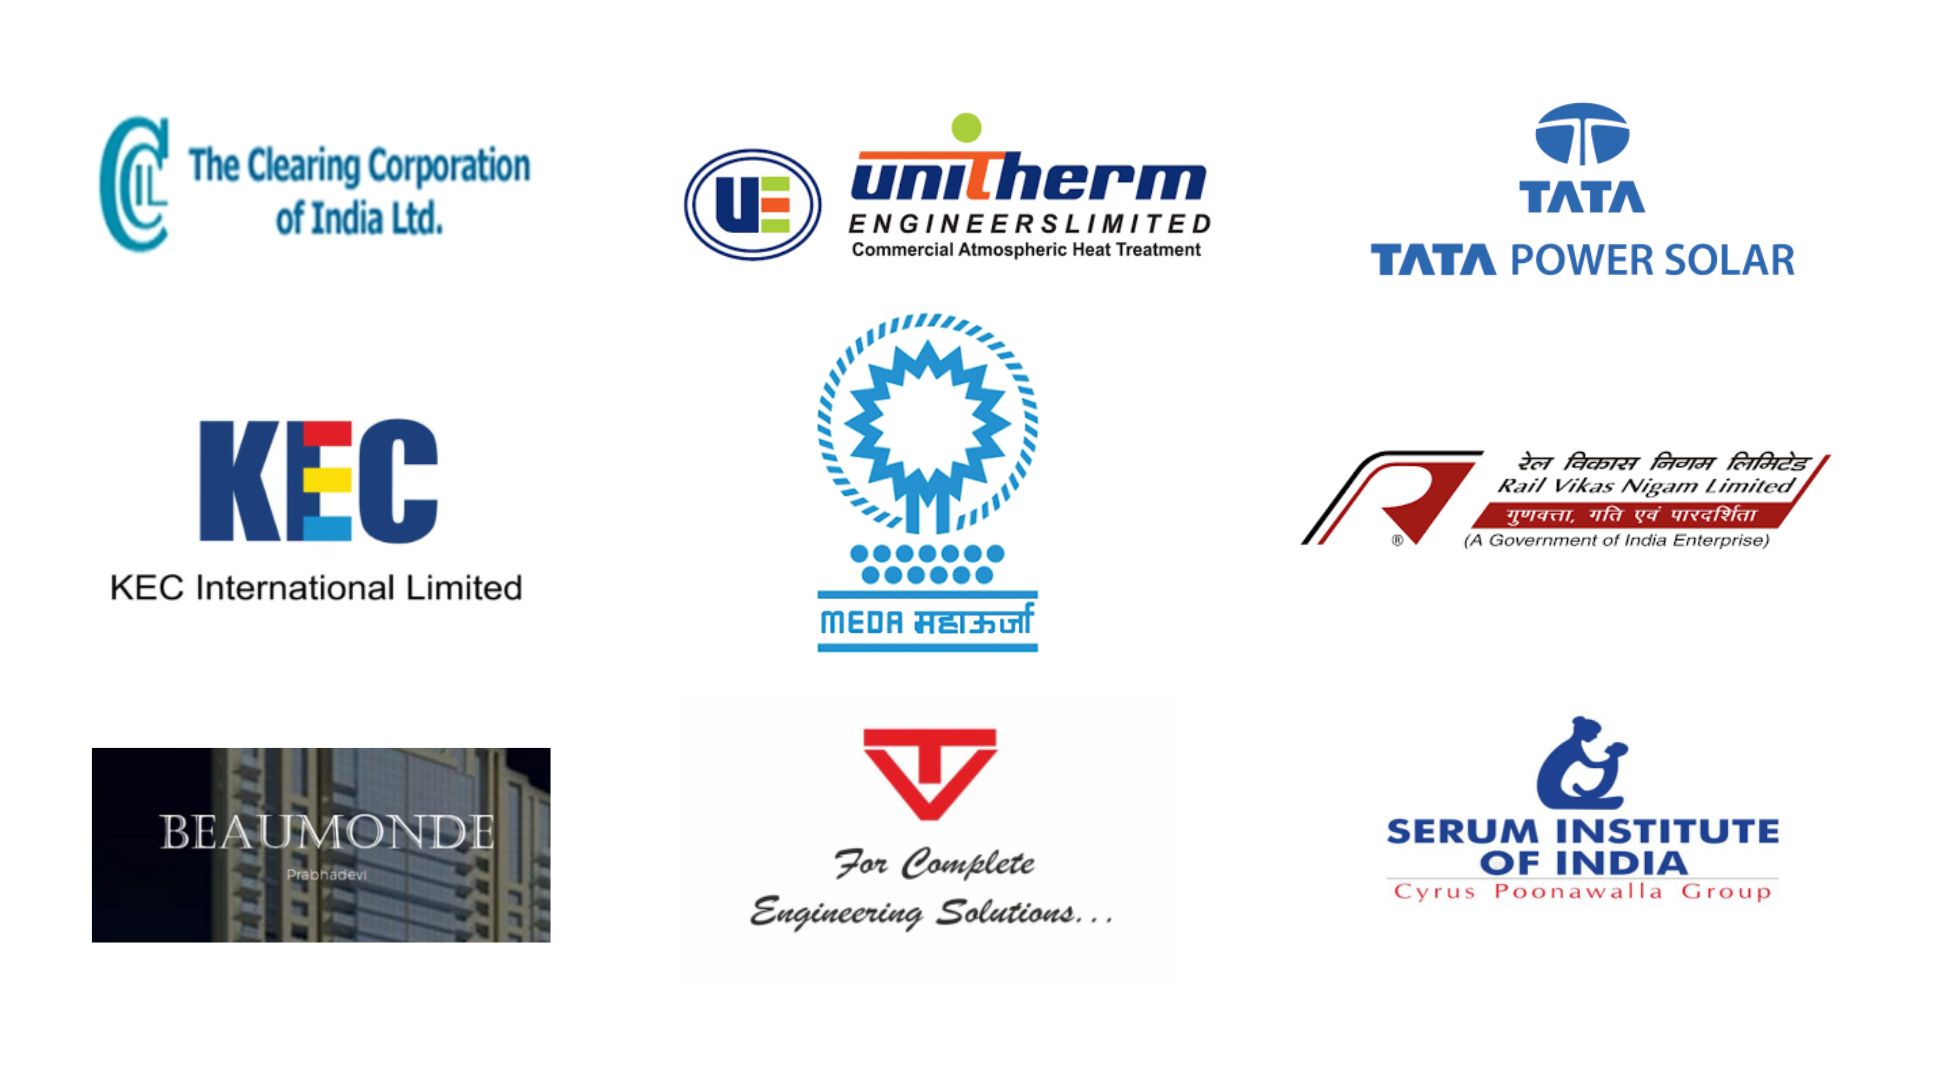 CCIL
The Clearing Corporation
of India Ltd.
UE
unitherm
ENGINEERSLIMITED
Commercial Atmospheric Heat Treatment
TATA
TATA POWER SOLAR
KEC
KEC International Limited
MEDA महाऊर्जा
R
®
रेल विकास निगम लिमिटेड
Rail Vikas Nigam Limited
गुणवत्ता, गति एवं पारदर्शिता
(A Government of India Enterprise)
BEAUMONDE
Prabhadevi
For Complete
Engineering Solutions...
SERUM INSTITUTE
OF INDIA
Cyrus Poonawalla Group